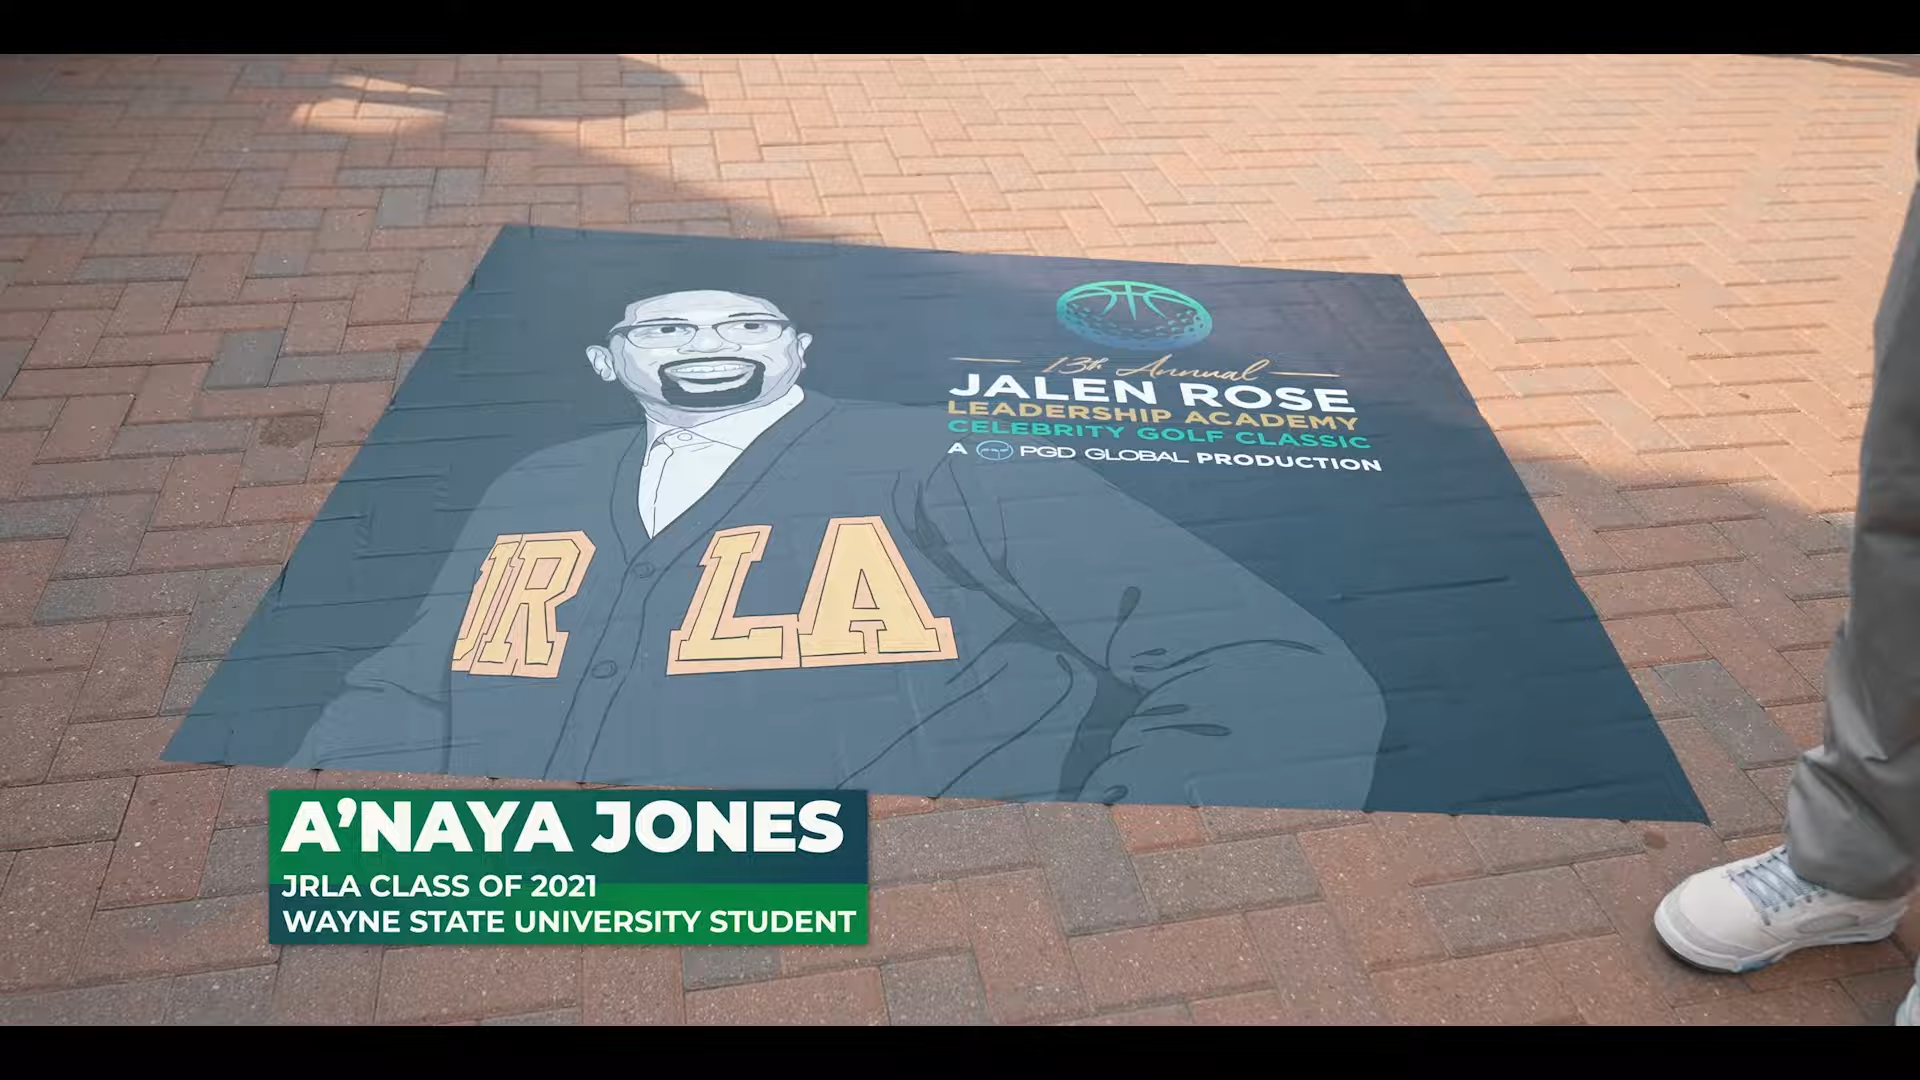 13th Annual
JALEN ROSE
LEADERSHIP ACADEMY
CELEBRITY GOLF CLASSIC
A PGD GLOBAL PRODUCTION
JR LA
A'NAYA JONES
JRLA CLASS OF 2021
WAYNE STATE UNIVERSITY STUDENT